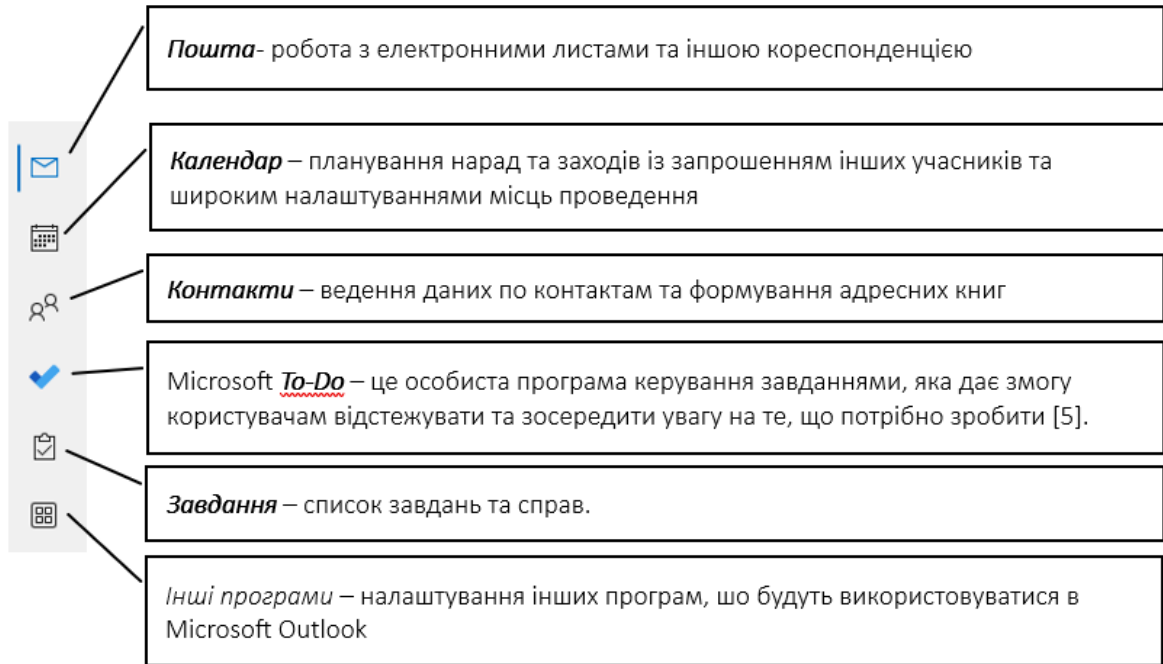 Пошта- робота з електронними листами та іншою кореспонденцією
Календар – планування нарад та заходів із запрошенням інших учасників та
широким налаштуваннями місць проведення
Контакти – ведення даних по контактам та формування адресних книг
Microsoft To-Do – це особиста програма керування завданнями, яка дає змогу
користувачам відстежувати та зосередити увагу на те, що потрібно зробити [5].
Завдання – список завдань та справ.
Інші програми – налаштування інших програм, шо будуть використовуватися в
Microsoft Outlook